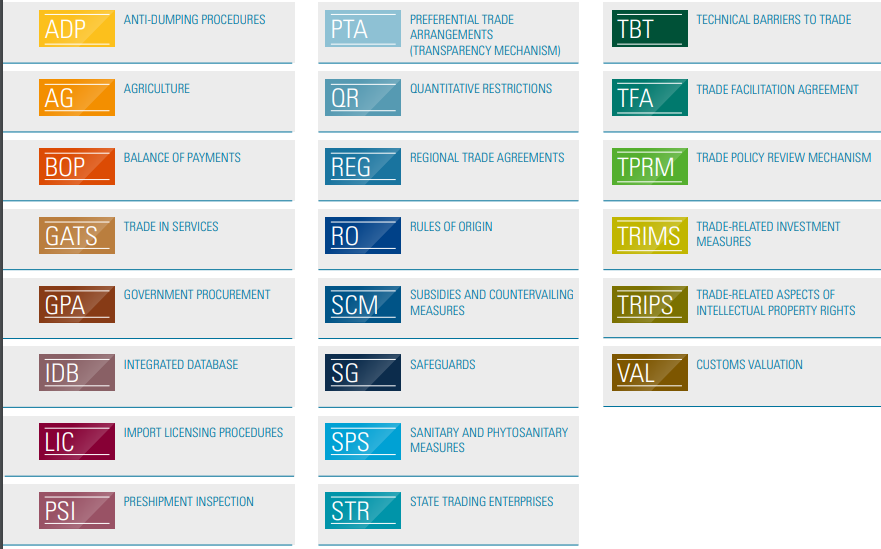 ADP
ANTI-DUMPING PROCEDURES
AG
AGRICULTURE
BOP
BALANCE OF PAYMENTS
GATS
TRADE IN SERVICES
GPA
GOVERNMENT PROCUREMENT
IDB
INTEGRATED DATABASE
LIC
IMPORT LICENSING PROCEDURES
PSI
PRESHIPMENT INSPECTION
PTA
PREFERENTIAL TRADE
ARRANGEMENTS
(TRANSPARENCY MECHANISM)
QR
QUANTITATIVE RESTRICTIONS
REG
REGIONAL TRADE AGREEMENTS
RO
RULES OF ORIGIN
SCM
SUBSIDIES AND COUNTERVAILING
MEASURES
SG
SAFEGUARDS
SPS
SANITARY AND PHYTOSANITARY
MEASURES
STR
STATE TRADING ENTERPRISES
TBT
TECHNICAL BARRIERS TO TRADE
TFA
TRADE FACILITATION AGREEMENT
TPRM
TRADE POLICY REVIEW MECHANISM
TRIMS
TRADE-RELATED INVESTMENT
MEASURES
TRIPS
TRADE-RELATED ASPECTS OF
INTELLECTUAL PROPERTY RIGHTS
VAL
CUSTOMS VALUATION